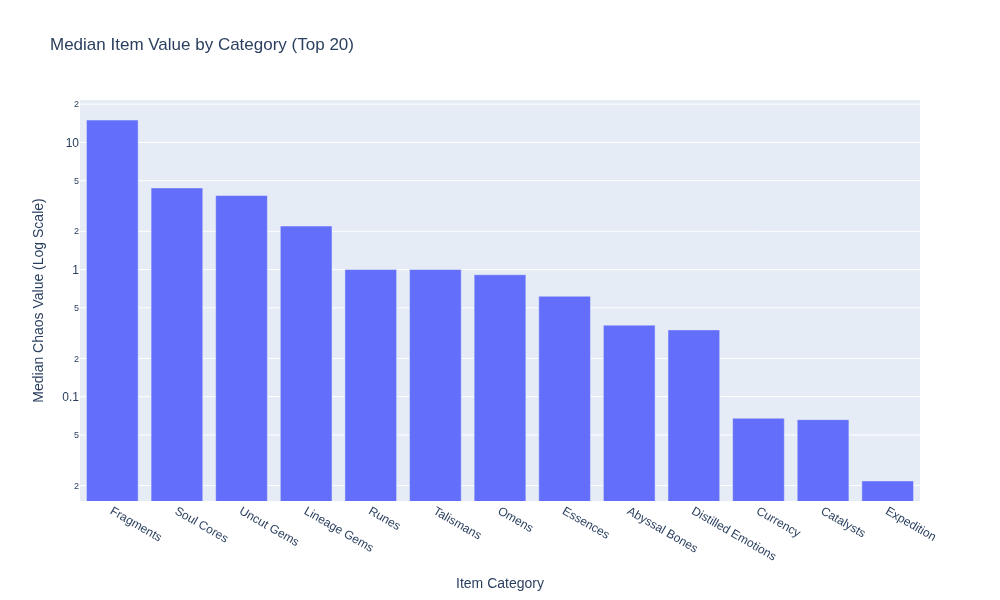 Median Item Value by Category (Top 20)
Median Chaos Value (Log Scale)
2
10
5
2
1
5
2
0.1
5
2
Fragments
Soul Cores
Uncut Gems
Lineage Gems
Runes
Talismans
Omens
Essences
Abyssal Bones
Distilled Emotions
Currency
Catalysts
Expedition
Item Category